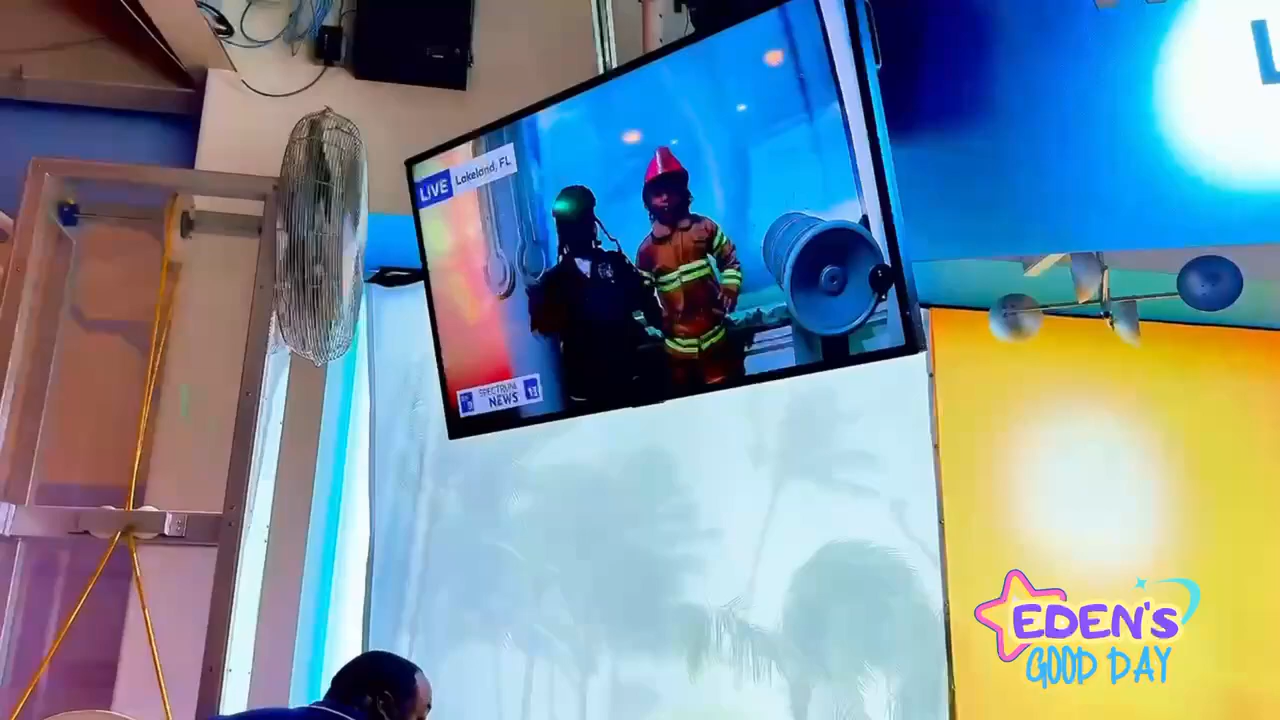 LIVE
Lakeland, FL
SPECTRUM
NEWS 13
L
EDEN'S
GOOD DAY